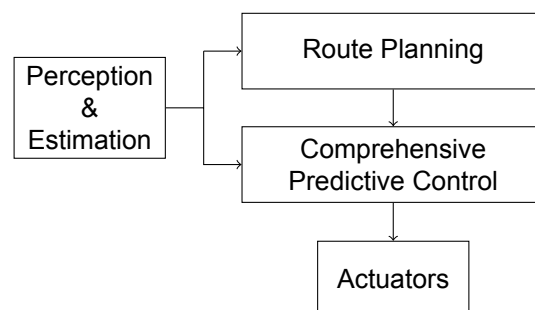 Perception
&
Estimation
Route Planning
Comprehensive
Predictive Control
Actuators